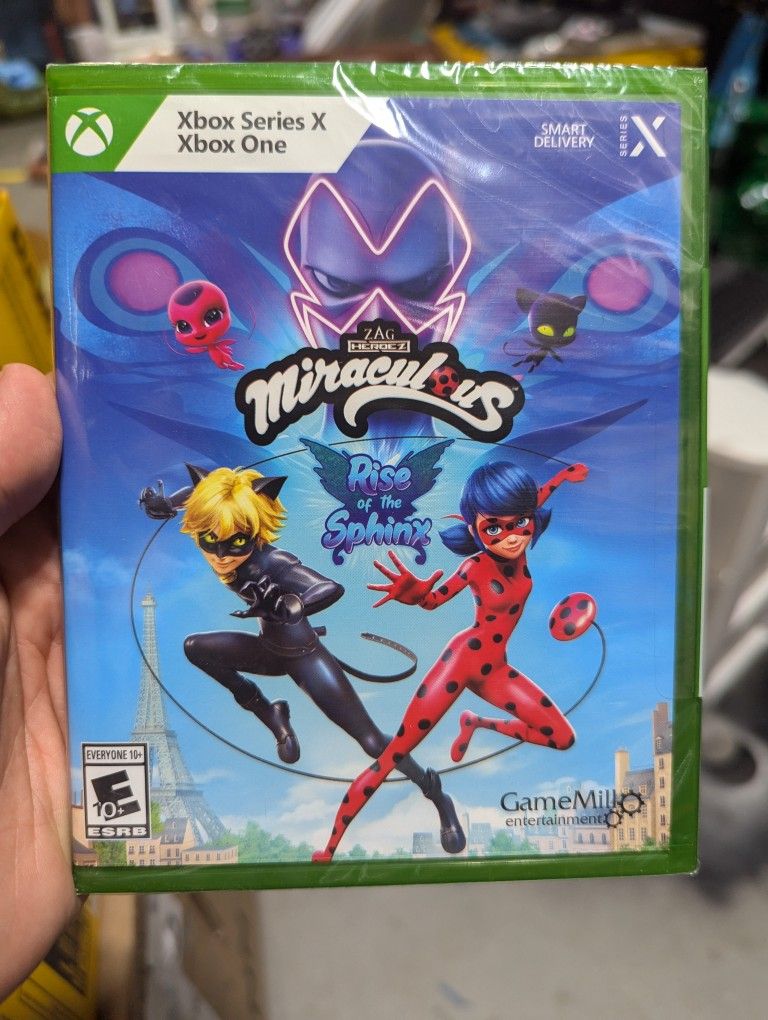 Xbox Series X
Xbox One
SMART
DELIVERY
SERIES X
ZAG
HEROEZ
Miraculous
Rise
of the
Sphinx
EVERYONE 10+
E
10+
ESRB
GameMill
entertainment